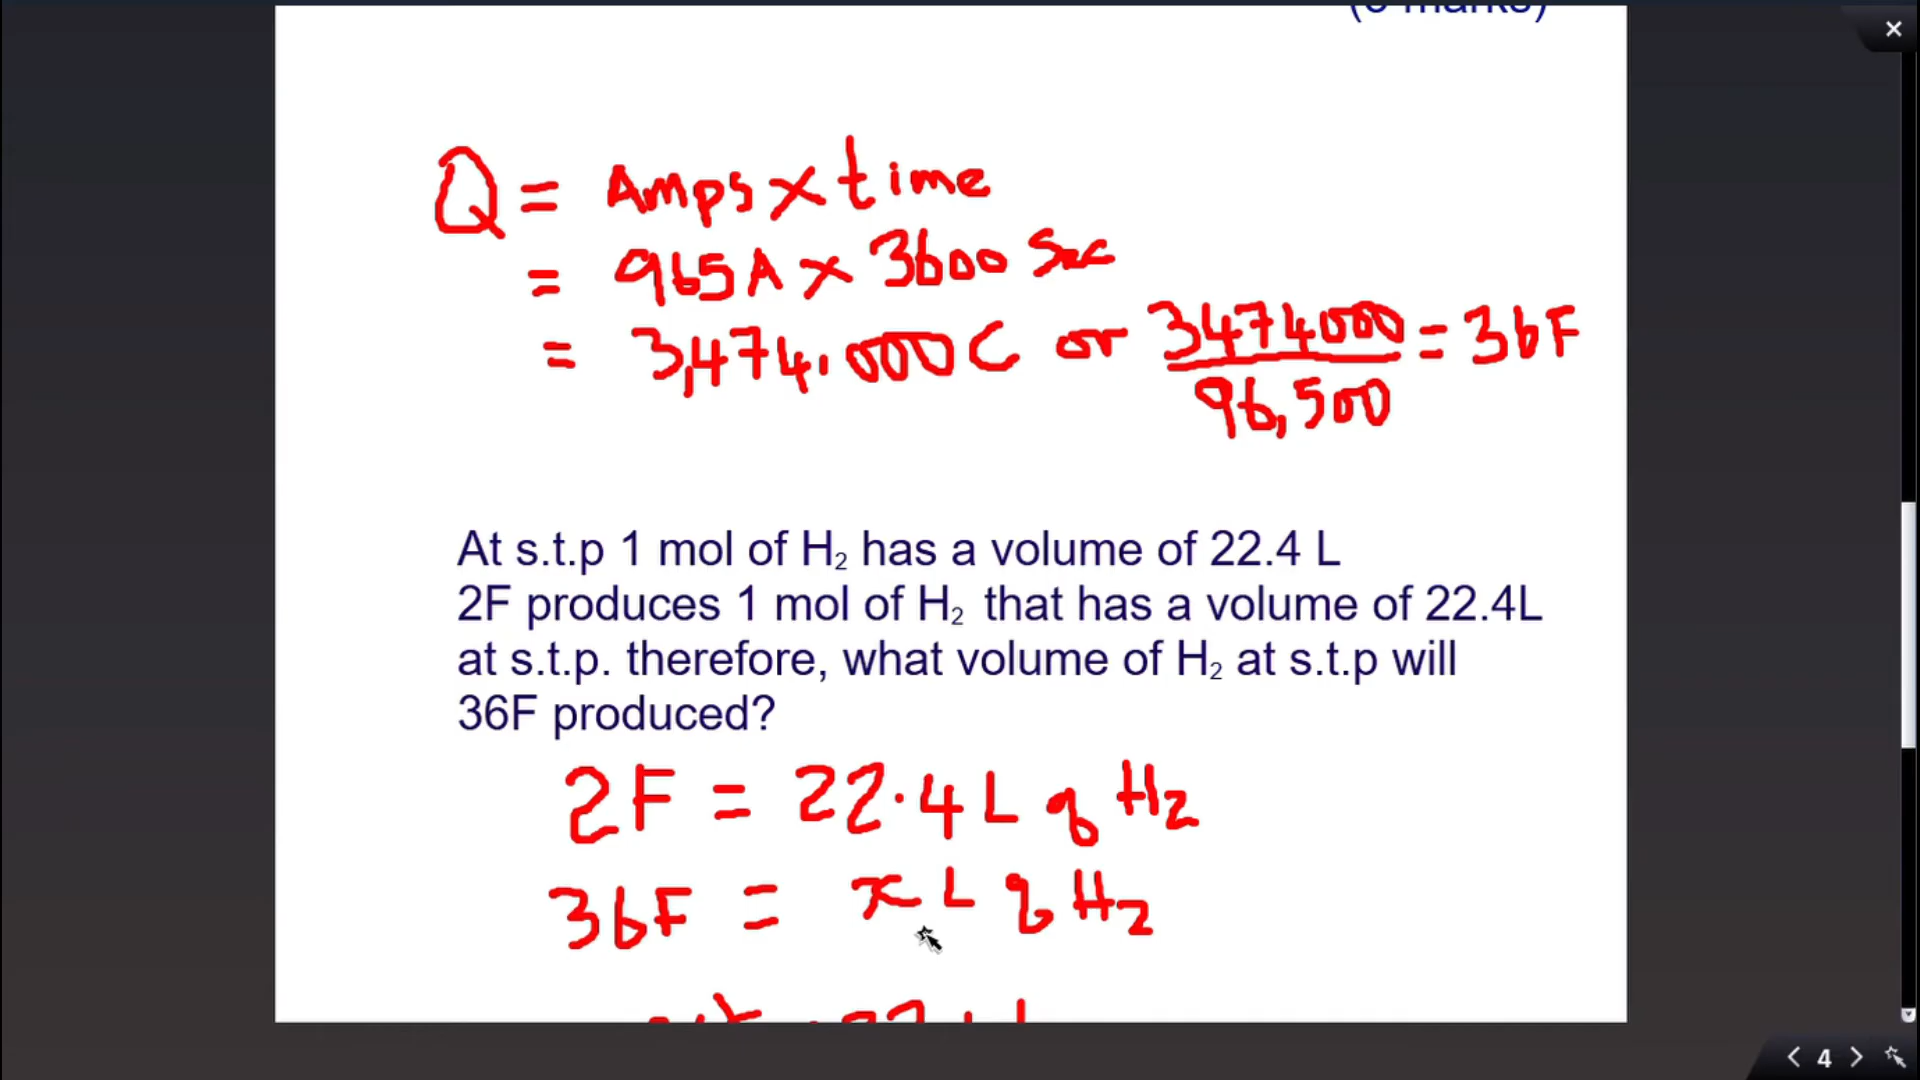 Q = Amps x time
= 965A x 3600 Sec
= 3,474.000C or 3474000/96,500 = 36F
At s.t.p 1 mol of H₂ has a volume of 22.4 L
2F produces 1 mol of H₂ that has a volume of 22.4L
at s.t.p. therefore, what volume of H₂ at s.t.p will
36F produced?
2F = 22.4 L of H₂
36F = x L of H₂
4